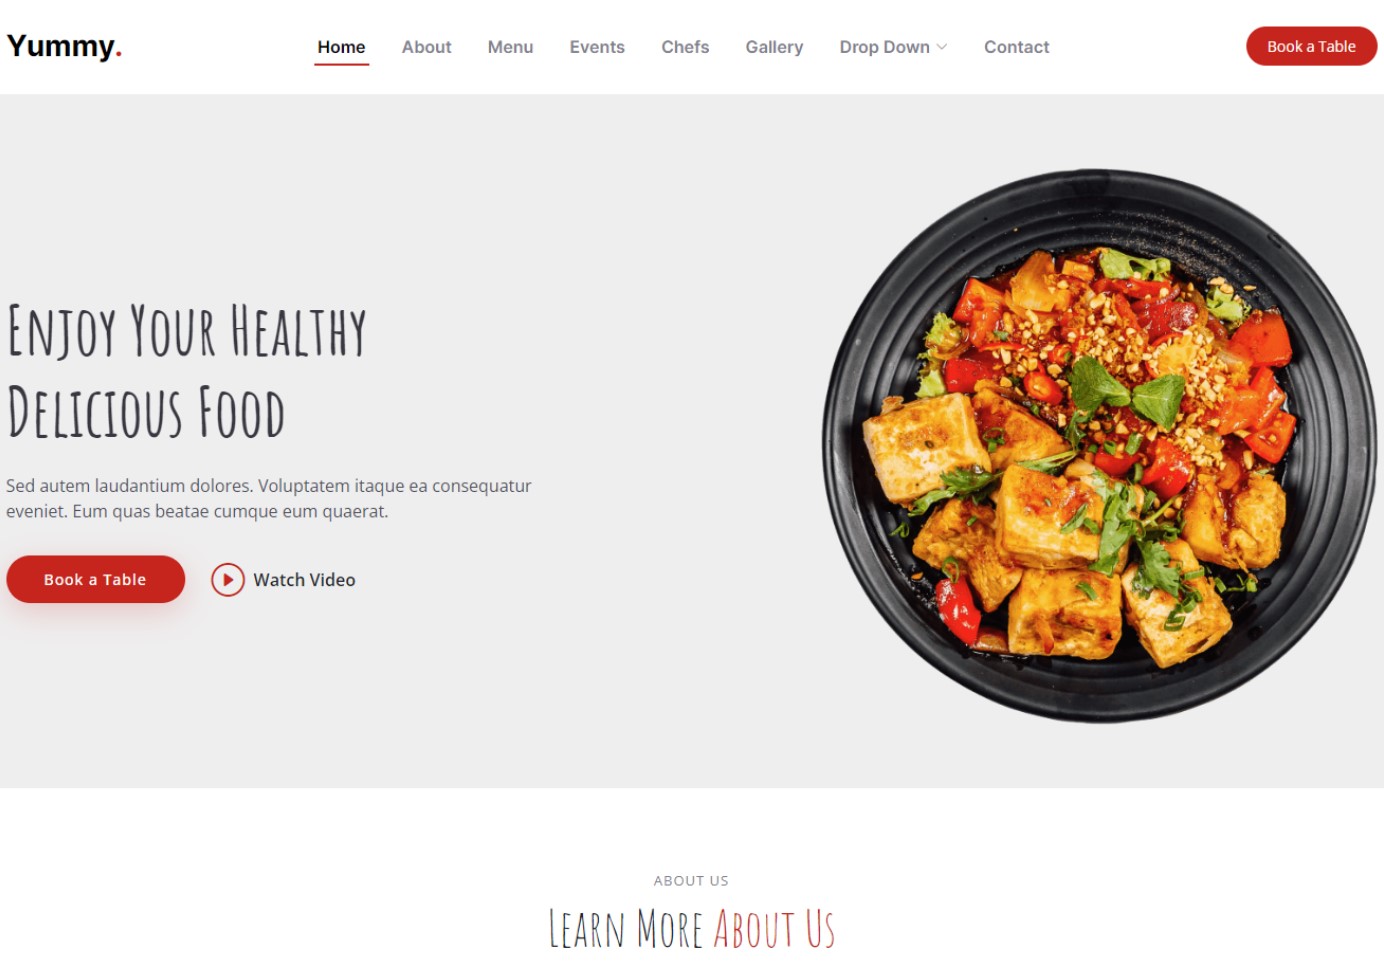 Yummy.
Home About Menu Events Chefs Gallery Drop Down Contact
Book a Table
Enjoy Your Healthy
Delicious Food
Sed autem laudantium dolores. Voluptatem itaque ea consequatur
eveniet. Eum quas beatae cumque eum quaerat.
Book a Table
Watch Video
ABOUT US
Learn More About Us